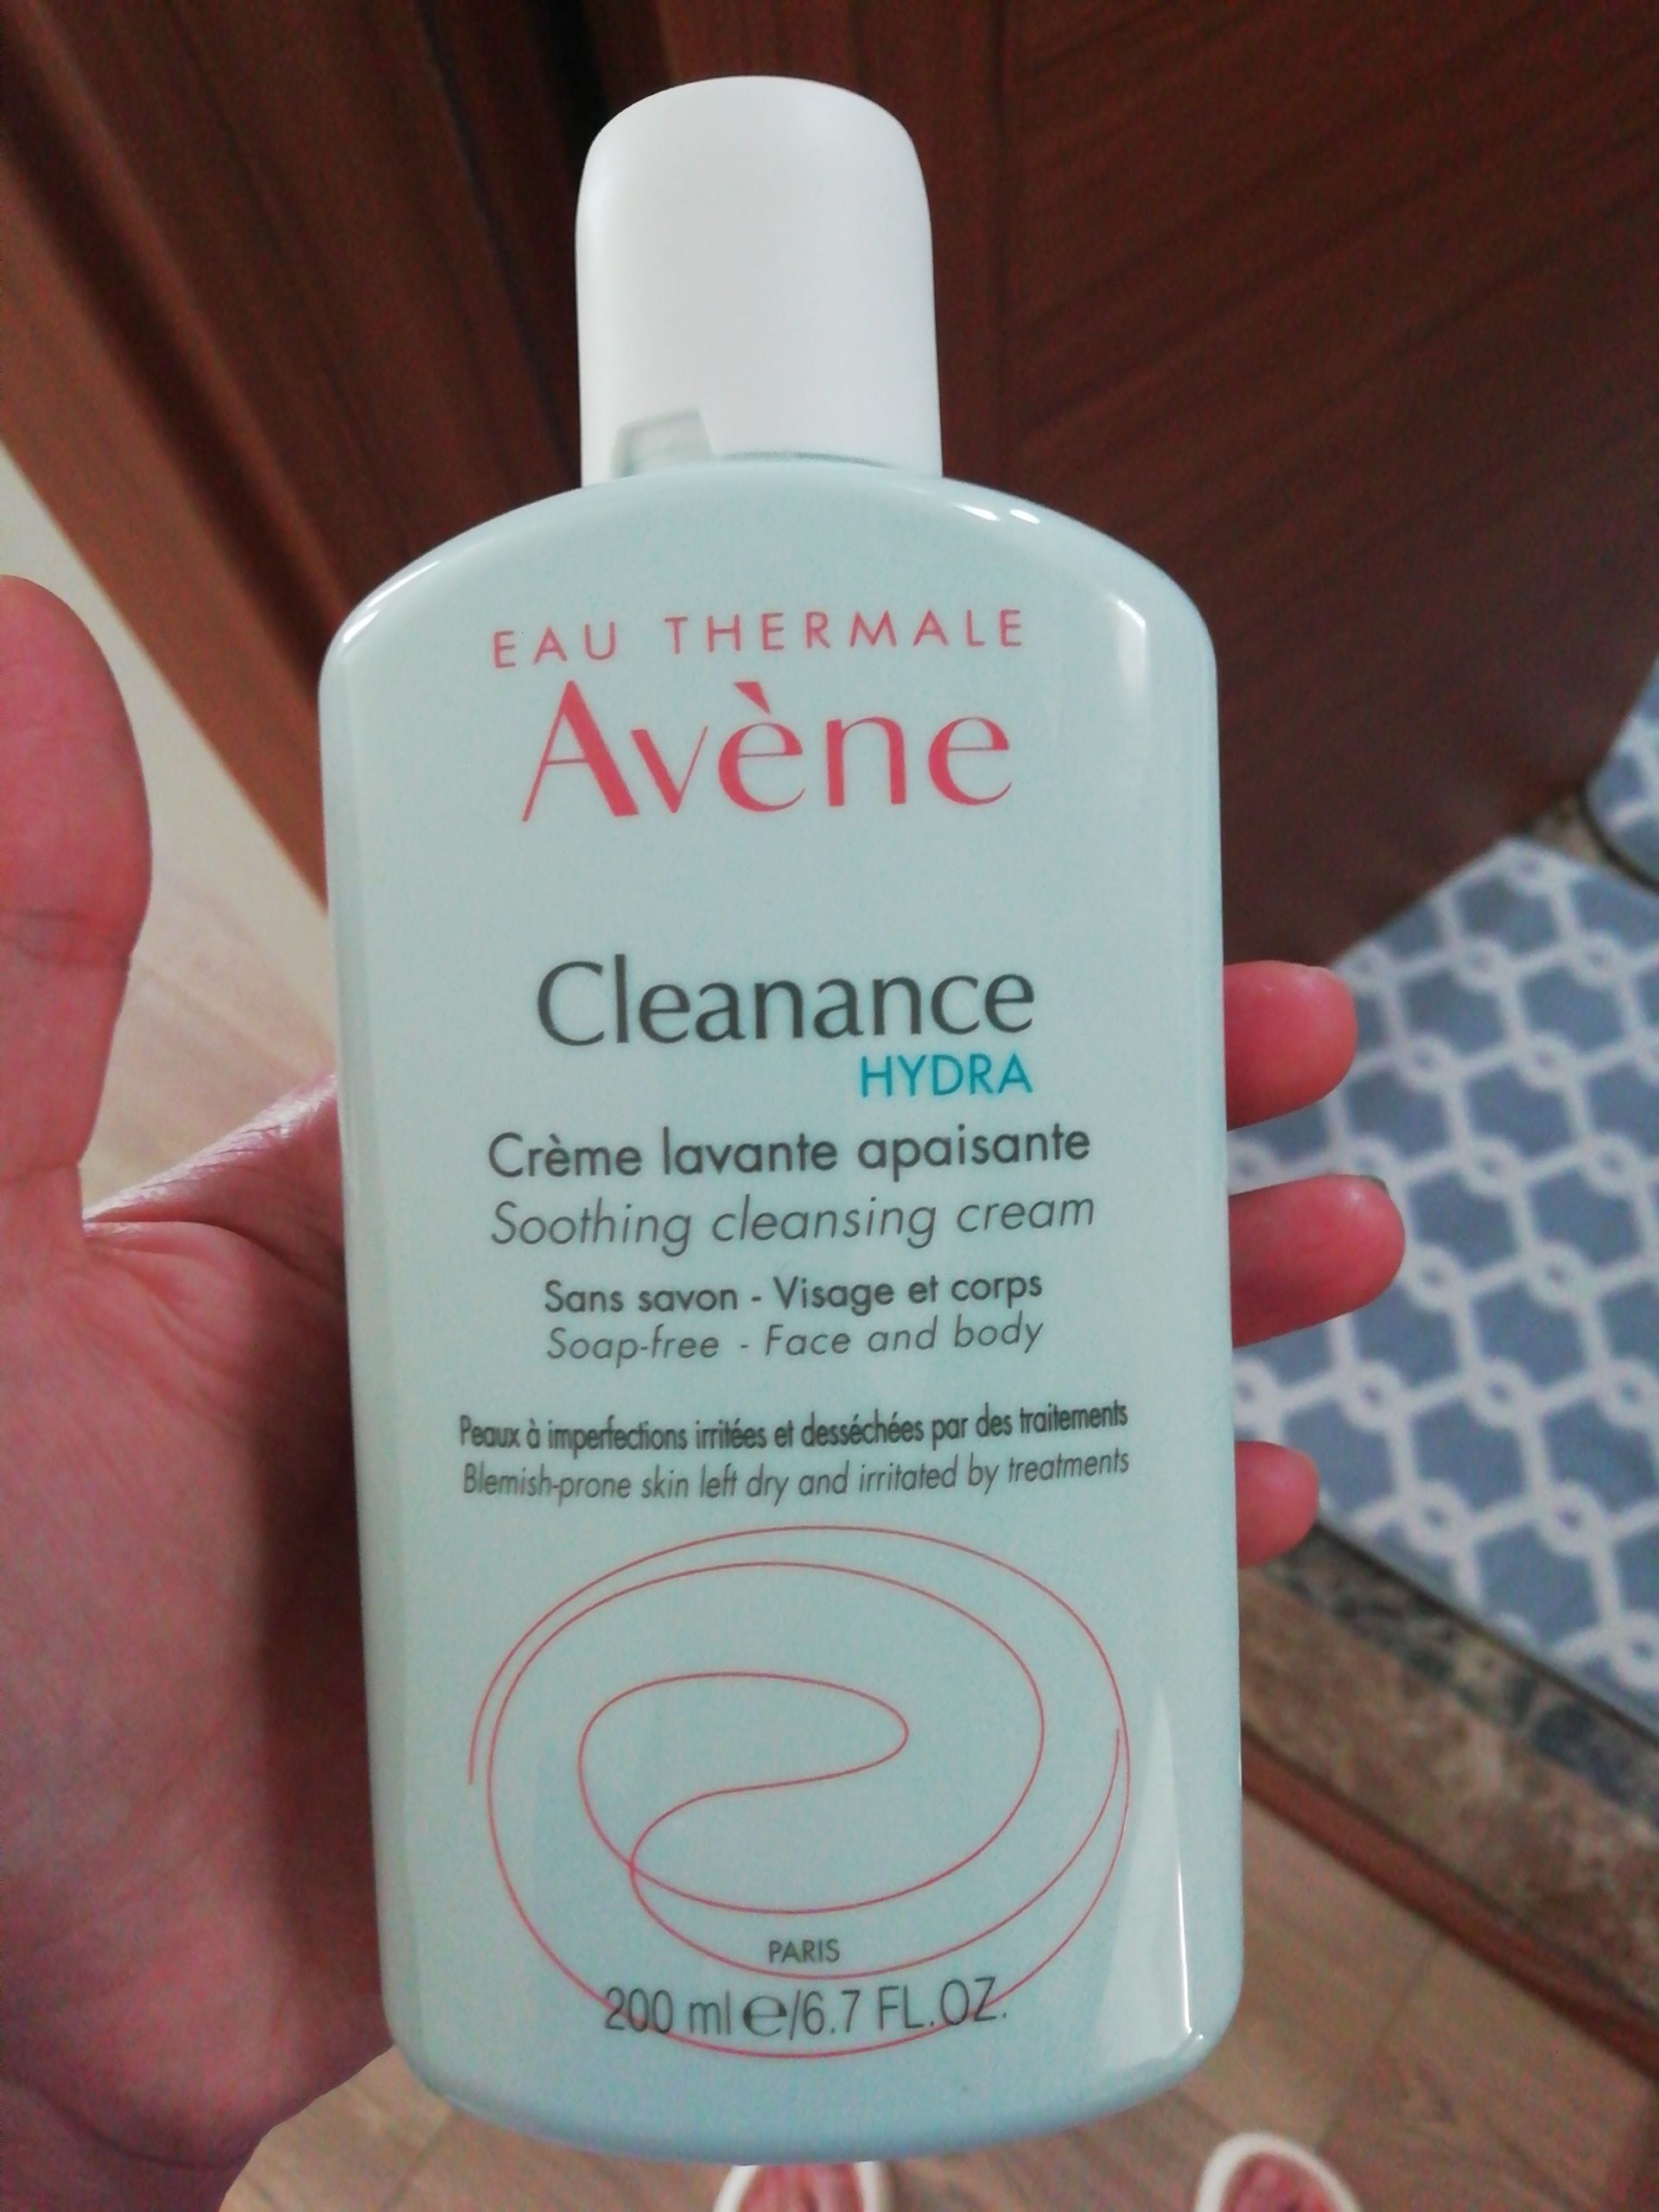 EAU THERMALE
Avène
Cleanance
HYDRA
Crème lavante apaisante
Soothing cleansing cream
Sans savon - Visage et corps
Soap-free - Face and body
Peaux à imperfections irritées et desséchées par des traitements
Blemish-prone skin left dry and irritated by treatments
PARIS
200 ml ℮/6.7 FL.OZ.